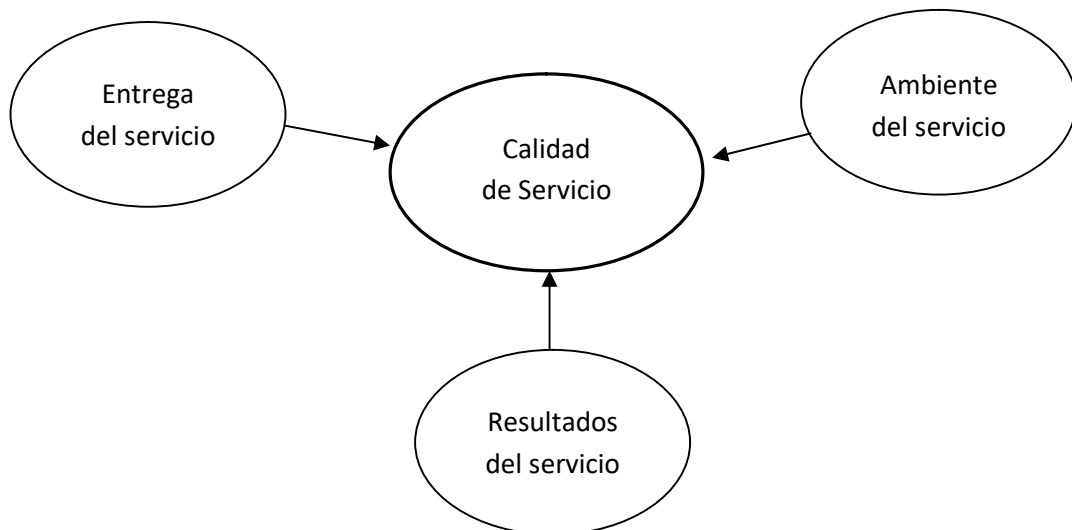 Entrega
del servicio
Calidad
de Servicio
Ambiente
del servicio
Resultados
del servicio